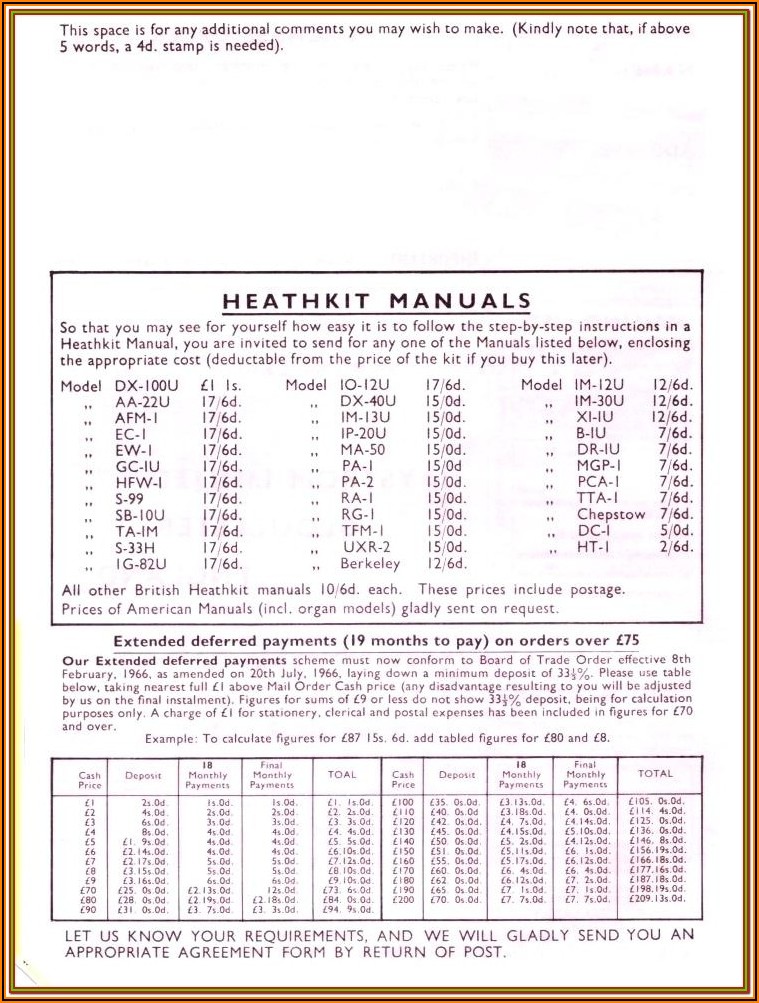 This space is for any additional comments you may wish to make. (Kindly note that, if above
5 words, a 4d. stamp is needed).
HEATHKIT MANUALS
So that you may see for yourself how easy it is to follow the step-by-step instructions in a
Heathkit Manual, you are invited to send for any one of the Manuals listed below, enclosing
the appropriate cost (deductable from the price of the kit if you buy this later).
Model DX-100U £1 1s. Model IO-12U 17/6d. Model IM-12U 12/6d.
,, AA-22U 17/6d. ,, DX-40U 15/0d. ,, IM-30U 12/6d.
,, AFM-1 17/6d. ,, IM-13U 15/0d. ,, XI-IU 12/6d.
,, EC-1 17/6d. ,, IP-20U 15/0d. ,, B-IU 7/6d.
,, EW-1 17/6d. ,, MA-50 15/0d. ,, DR-IU 7/6d.
,, GC-IU 17/6d. ,, PA-1 15/0d ,, MGP-1 7/6d.
,, HFW-1 17/6d. ,, PA-2 15/0d. ,, PCA-1 7/6d.
,, S-99 17/6d. ,, RA-1 15/0d. ,, TTA-1 7/6d.
,, SB-10U 17/6d. ,, RG-1 15/0d. ,, Chepstow 7/6d.
,, TA-IM 17/6d. ,, TFM-1 15/0d. ,, DC-1 5/0d.
,, S-33H 17/6d. ,, UXR-2 15/0d. ,, HT-1 2/6d.
,, IG-82U 17/6d. ,, Berkeley 12/6d.
All other British Heathkit manuals 10/6d. each. These prices include postage.
Prices of American Manuals (incl. organ models) gladly sent on request.
Extended deferred payments (19 months to pay) on orders over £75
Our Extended deferred payments scheme must now conform to Board of Trade Order effective 8th
February, 1966, as amended on 20th July, 1966, laying down a minimum deposit of 33⅓%. Please use table
below, taking nearest full £1 above Mail Order Cash price (any disadvantage resulting to you will be adjusted
by us on the final instalment). Figures for sums of £9 or less do not show 33⅓% deposit, being for calculation
purposes only. A charge of £1 for stationery, clerical and postal expenses has been included in figures for £70
and over.
Example: To calculate figures for £87 15s. 6d. add tabled figures for £80 and £8.
Cash Price Deposit 18 Monthly Payments Final Monthly Payments TOAL Cash Price Deposit 18 Monthly Payments Final Monthly Payments TOTAL
£1 2s.0d. 1s.0d. 1s.0d. £1. 1s.0d. £100 £35. 0s.0d. £3.13s.0d. £4. 6s.0d. £105. 0s.0d.
£2 4s.0d. 2s.0d. 2s.0d. £2. 2s.0d. £110 £40. 0s.0d. £3.18s.0d. £4. 0s.0d. £114. 4s.0d.
£3 6s.0d. 3s.0d. 3s.0d. £3. 3s.0d. £120 £42. 0s.0d. £4. 7s.0d. £4.14s.0d. £125. 0s.0d.
£4 8s.0d. 4s.0d. 4s.0d. £4. 4s.0d. £130 £45. 0s.0d. £4.15s.0d. £5.10s.0d. £136. 0s.0d.
£5 £1. 9s.0d. 4s.0d. 4s.0d. £5. 5s.0d. £140 £50. 0s.0d. £5. 2s.0d. £4.12s.0d. £146. 8s.0d.
£6 £2.14s.0d. 4s.0d. 4s.0d. £6.10s.0d. £150 £51. 0s.0d. £5.11s.0d. £6. 1s.0d. £156.19s.0d.
£7 £2.17s.0d. 5s.0d. 5s.0d. £7.12s.0d. £160 £55. 0s.0d. £5.17s.0d. £6.12s.0d. £166.18s.0d.
£8 £3.15s.0d. 5s.0d. 5s.0d. £8.10s.0d. £170 £60. 0s.0d. £6. 4s.0d. £6. 4s.0d. £177.16s.0d.
£9 £3.16s.0d. 6s.0d. 6s.0d. £9.10s.0d. £180 £62. 0s.0d. £6.12s.0d. £7. 2s.0d. £187.18s.0d.
£70 £25. 0s.0d. £2.13s.0d. 12s.0d. £73. 6s.0d. £190 £65. 0s.0d. £7. 1s.0d. £7. 1s.0d. £198.19s.0d.
£80 £28. 0s.0d. £2.19s.0d. £2.18s.0d. £84. 0s.0d. £200 £70. 0s.0d. £7. 7s.0d. £7. 7s.0d. £209.13s.0d.
£90 £31. 0s.0d. £3. 7s.0d. £3. 3s.0d. £94. 9s.0d.
LET US KNOW YOUR REQUIREMENTS, AND WE WILL GLADLY SEND YOU AN
APPROPRIATE AGREEMENT FORM BY RETURN OF POST.